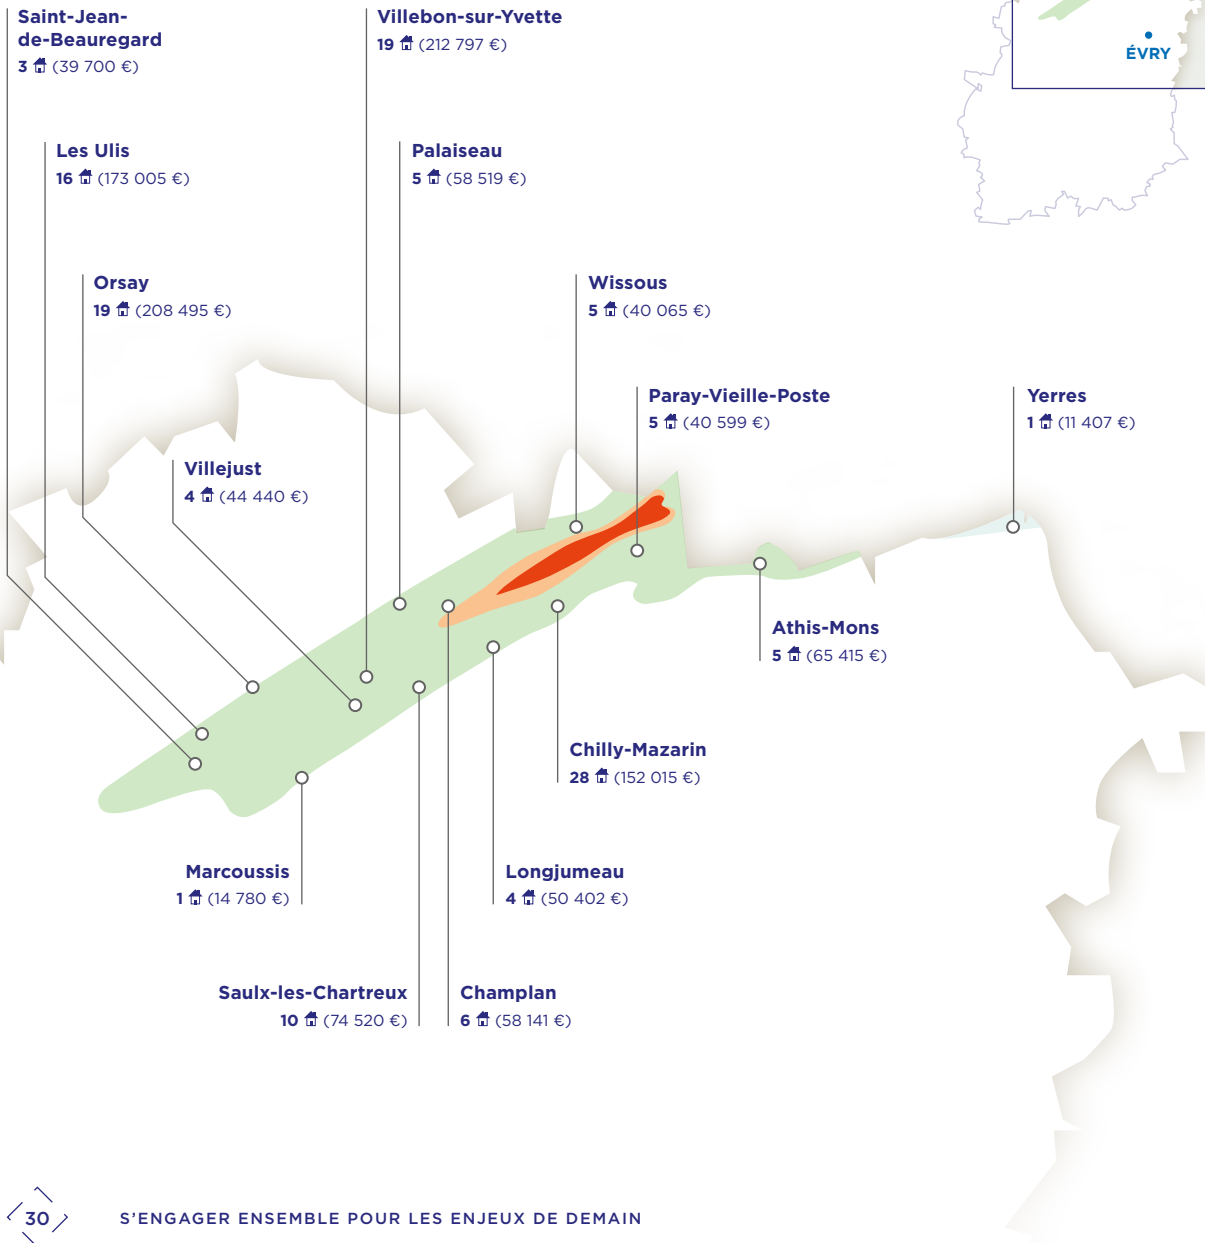 Saint-Jean-
de-Beauregard
3 (39 700 €)
Villebon-sur-Yvette
19 (212 797 €)
ÉVRY
Les Ulis
16 (173 005 €)
Palaiseau
5 (58 519 €)
Orsay
19 (208 495 €)
Wissous
5 (40 065 €)
Paray-Vieille-Poste
5 (40 599 €)
Yerres
1 (11 407 €)
Villejust
4 (44 440 €)
Athis-Mons
5 (65 415 €)
Chilly-Mazarin
28 (152 015 €)
Marcoussis
1 (14 780 €)
Longjumeau
4 (50 402 €)
Saulx-les-Chartreux
10 (74 520 €)
Champlan
6 (58 141 €)
30
S'ENGAGER ENSEMBLE POUR LES ENJEUX DE DEMAIN